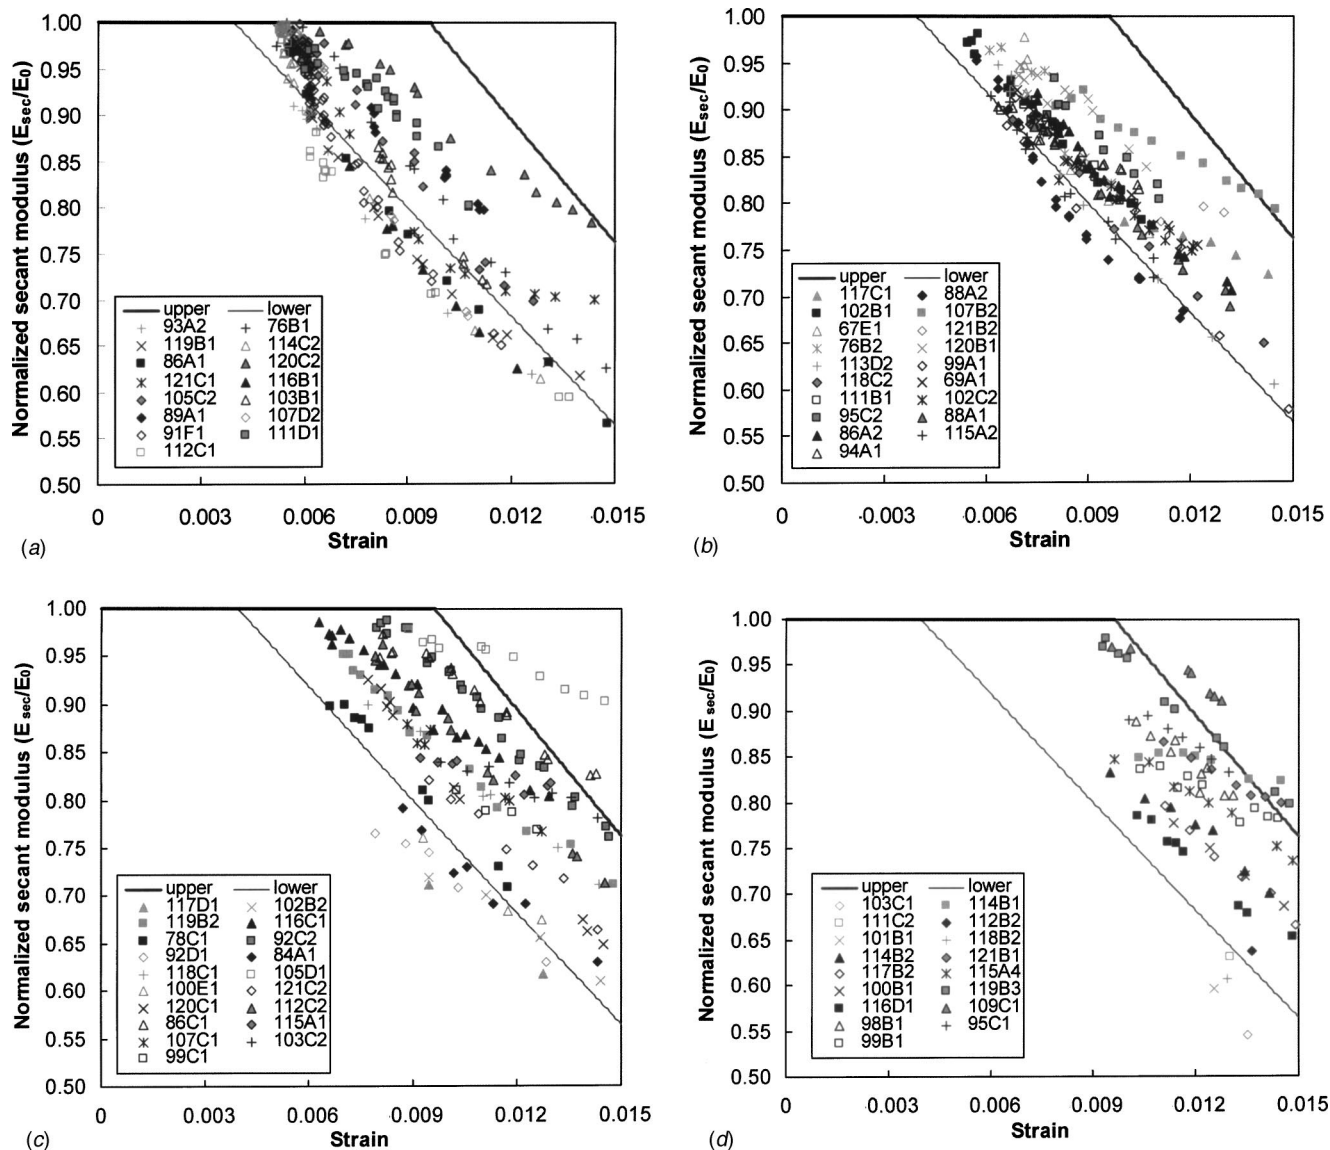 (a)
Normalized secant modulus (Esec/E0)
1.00
0.95
0.90
0.85
0.80
0.75
0.70
0.65
0.60
0.55
0.50
upper lower
93A2 76B1
119B1 114C2
86A1 120C2
121C1 116B1
105C2 103B1
89A1 107D2
91F1 111D1
112C1
0 0.003 0.006 0.009 0.012 0.015
Strain
(b)
Normalized secant modulus (Esec/E0)
1.00
0.95
0.90
0.85
0.80
0.75
0.70
0.65
0.60
0.55
0.50
upper lower
117C1 88A2
102B1 107B2
67E1 121B2
76B2 120B1
113D2 99A1
118C2 69A1
111B1 102C2
95C2 88A1
86A2 115A2
94A1
0 0.003 0.006 0.009 0.012 0.015
Strain
(c)
Normalized secant modulus (Esec/E0)
1.00
0.95
0.90
0.85
0.80
0.75
0.70
0.65
0.60
0.55
0.50
upper lower
117D1 102B2
119B2 116C1
78C1 92C2
92D1 84A1
118C1 105D1
100E1 121C2
120C1 112C2
86C1 115A1
107C1 103C2
99C1
0 0.003 0.006 0.009 0.012 0.015
Strain
(d)
Normalized secant modulus (Esec/E0)
1.00
0.95
0.90
0.85
0.80
0.75
0.70
0.65
0.60
0.55
0.50
upper lower
103C1 114B1
111C2 112B2
101B1 118B2
114B2 121B1
117B2 115A4
100B1 119B3
116D1 109C1
98B1 95C1
99B1
0 0.003 0.006 0.009 0.012 0.015
Strain